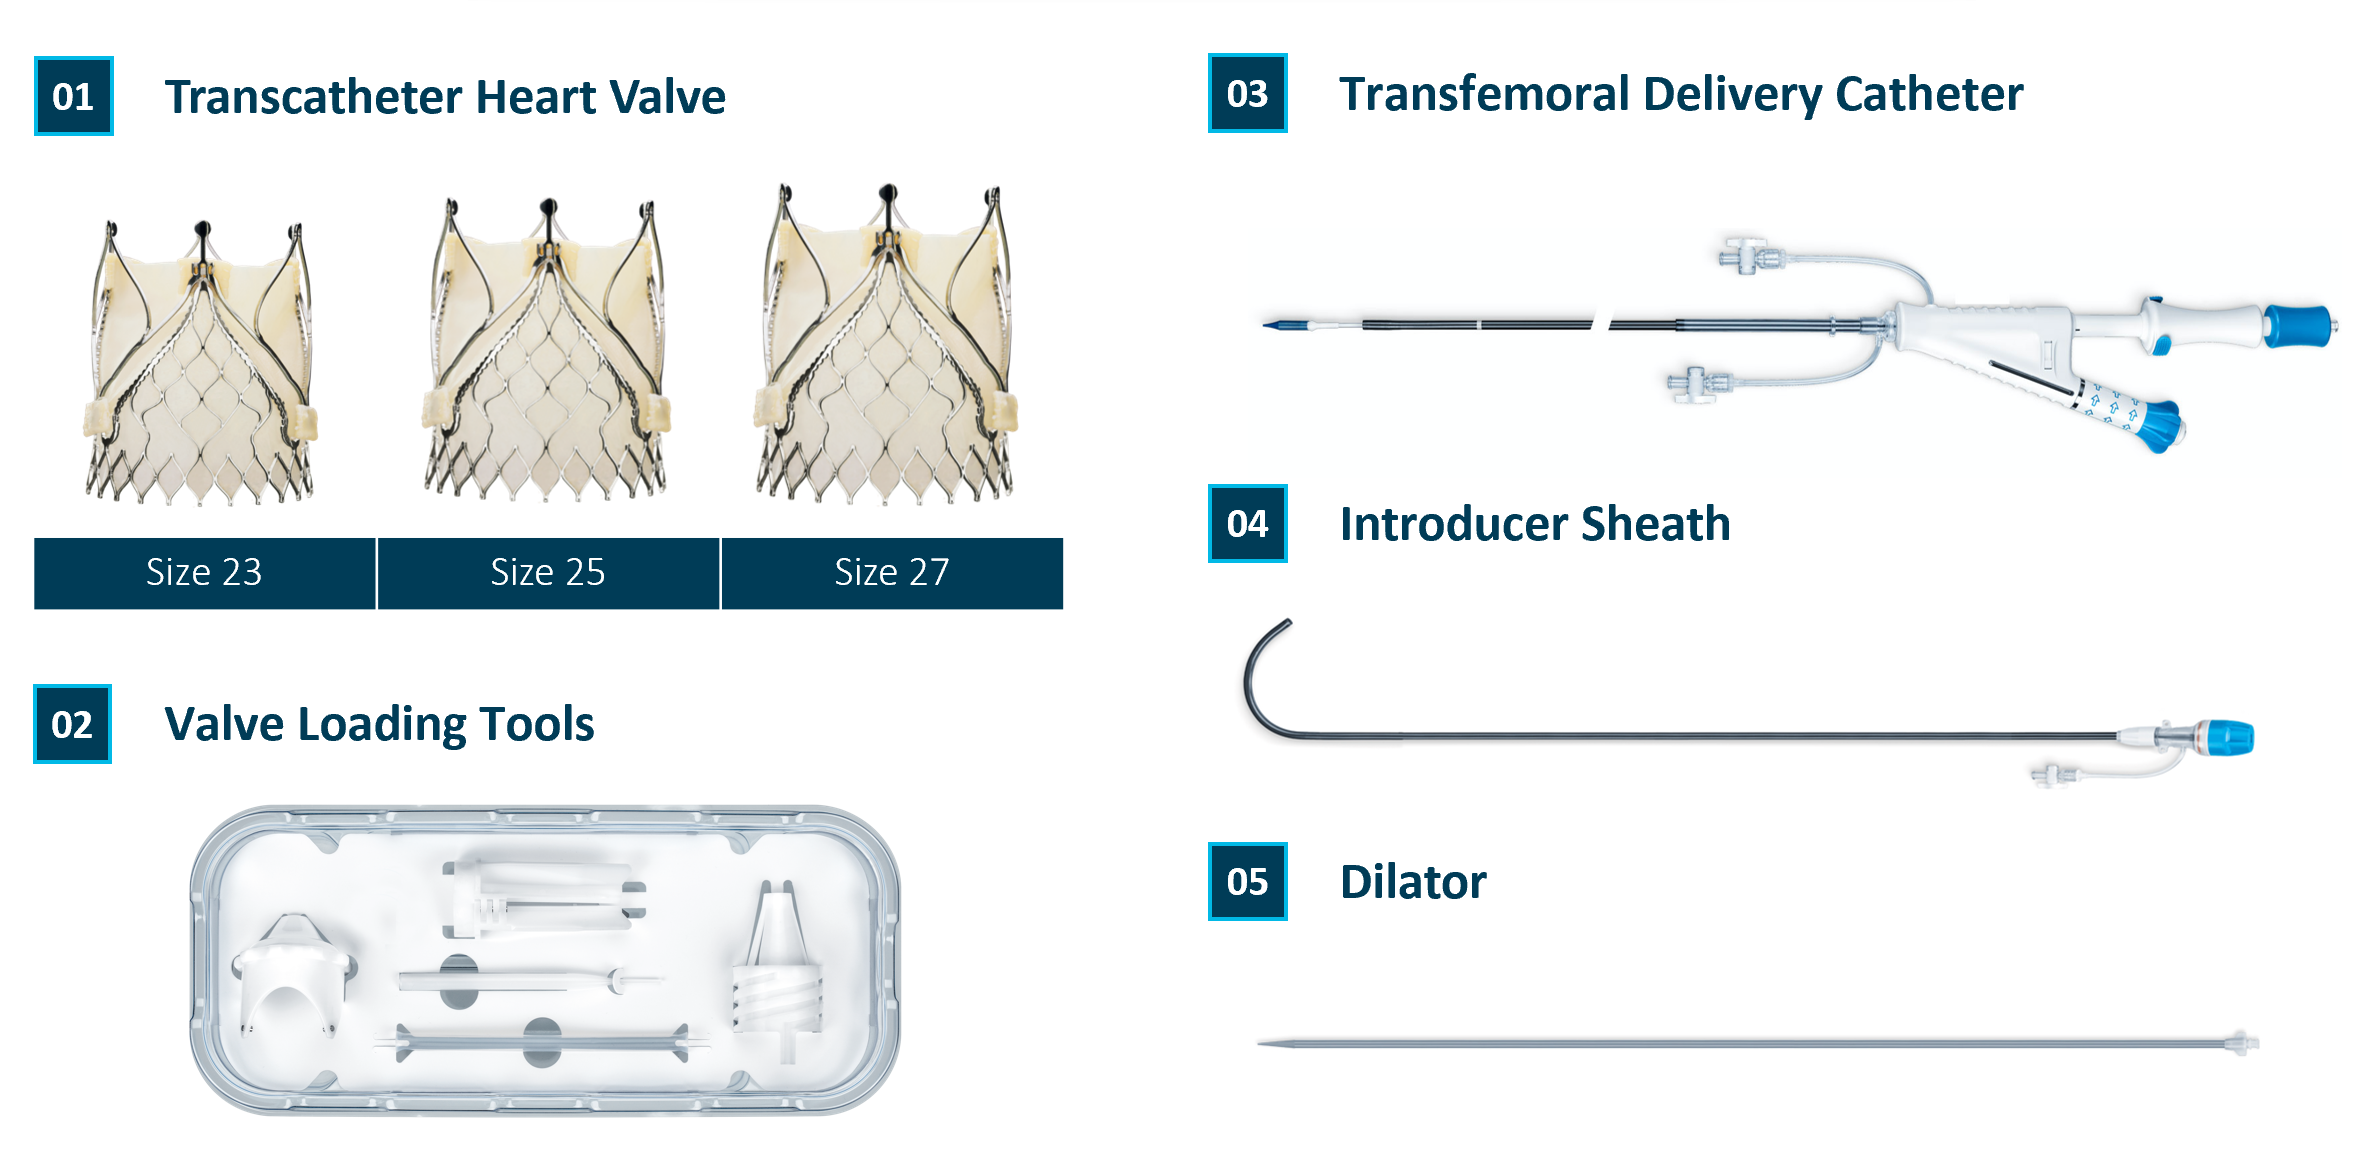 01
Transcatheter Heart Valve
Size 23
Size 25
Size 27
02
Valve Loading Tools
03
Transfemoral Delivery Catheter
04
Introducer Sheath
05
Dilator